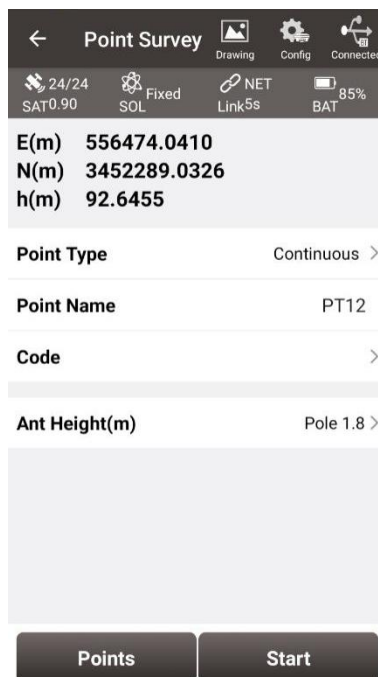 Point Survey
Drawing
Config
Connected
24/24
SAT0.90
Fixed
SOL
NET
Link5s
85%
BAT
E(m) 556474.0410
N(m) 3452289.0326
h(m) 92.6455
Point Type Continuous
Point Name PT12
Code
Ant Height(m) Pole 1.8
Points Start